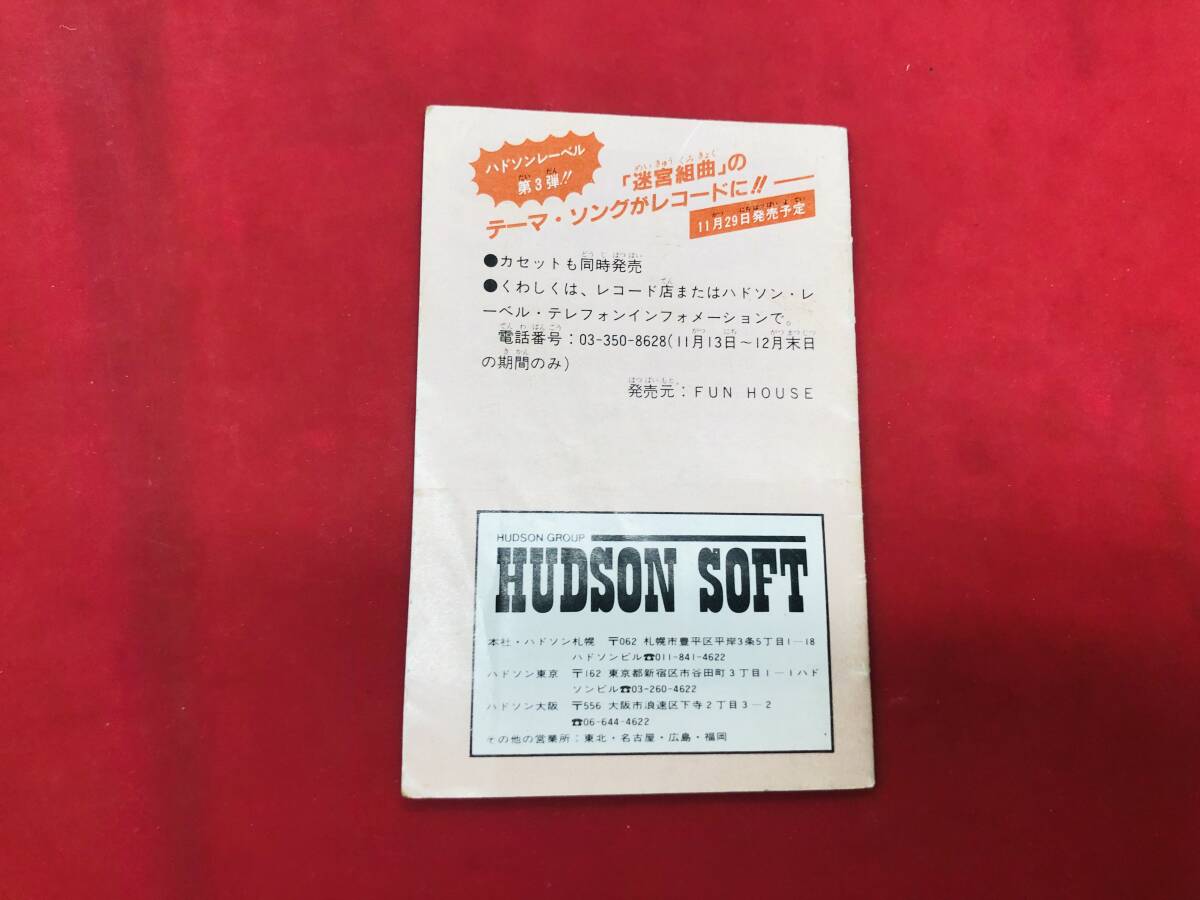 ハドソンレーベル
第3弾!!
「迷宮組曲」の
テーマ・ソングがレコードに!!
11月29日発売予定
●カセットも同時発売
●くわしくは、レコード店またはハドソン・レ
ーベル・テレフォンインフォメーションで。
電話番号:03-350-8628(11月13日〜12月末日
の期間のみ)
発売元:FUN HOUSE
HUDSON GROUP
HUDSON SOFT
本社・ハドソン札幌 〒062 札幌市豊平区平岸3条5丁目1―18
ハドソンビル☎011-841-4622
ハドソン東京 〒162 東京都新宿区市谷田町3丁目1―1ハド
ソンビル☎03-260-4622
ハドソン大阪 〒556 大阪市浪速区下寺2丁目3―2
☎06-644-4622
その他の営業所:東北・名古屋・広島・福岡